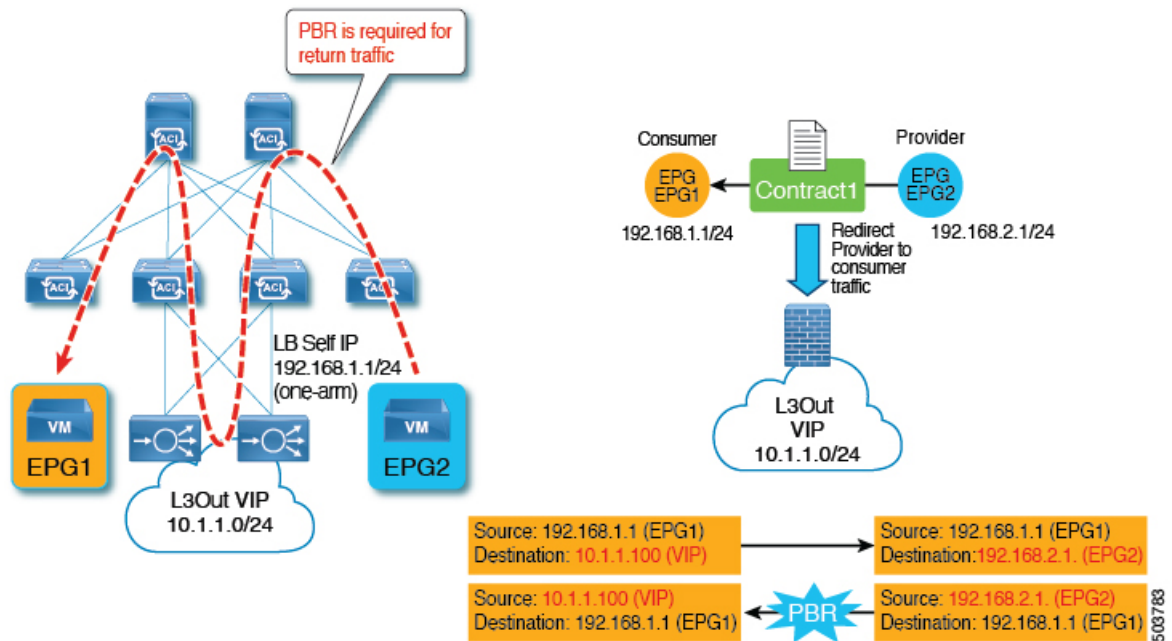 PBR is required for
return traffic
ACI
ACI
ACI
ACI
ACI
ACI
LB Self IP
192.168.1.1/24
(one-arm)
VM
EPG1
VM
EPG2
L3Out VIP
10.1.1.0/24
Consumer
Provider
EPG
EPG1
Contract1
EPG
EPG2
192.168.1.1/24
192.168.2.1/24
Redirect
Provider to
consumer
traffic
L3Out
VIP
10.1.1.0/24
Source: 192.168.1.1 (EPG1)
Destination: 10.1.1.100 (VIP)
Source: 192.168.1.1 (EPG1)
Destination:192.168.2.1. (EPG2)
Source: 10.1.1.100 (VIP)
Destination: 192.168.1.1 (EPG1)
PBR
Source: 192.168.2.1. (EPG2)
Destination: 192.168.1.1 (EPG1)